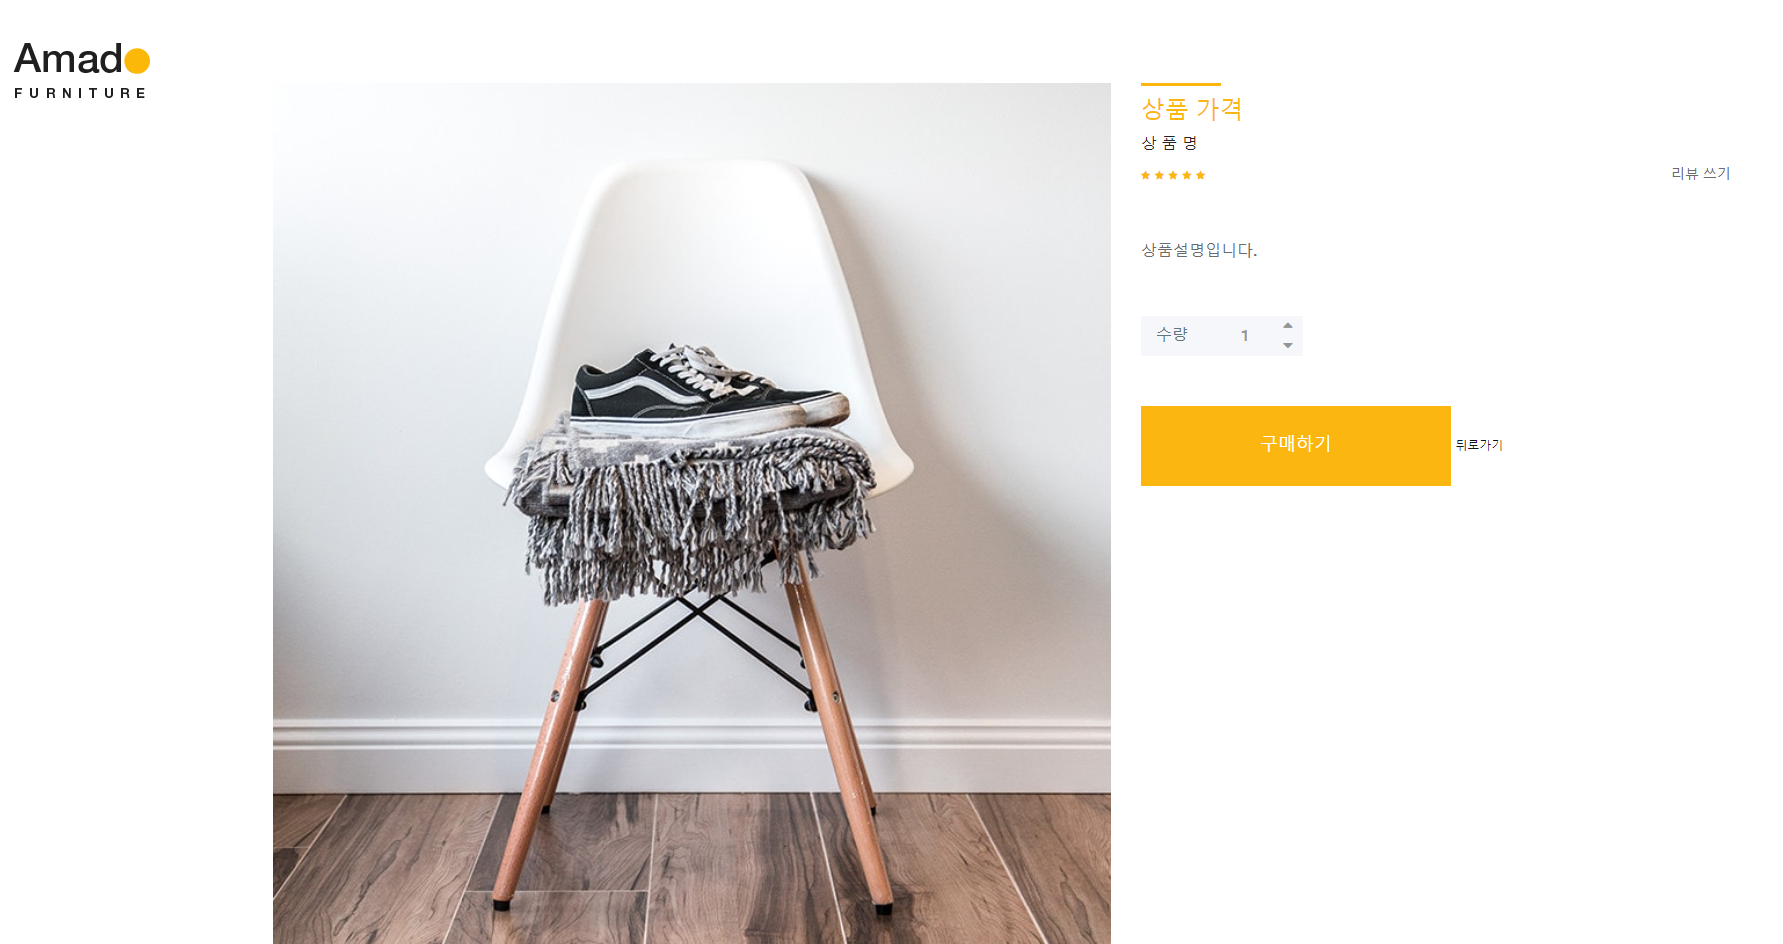 Amado
FURNITURE
상품 가격
상 품 명
리뷰 쓰기
상품설명입니다.
수량 1
구매하기
뒤로가기